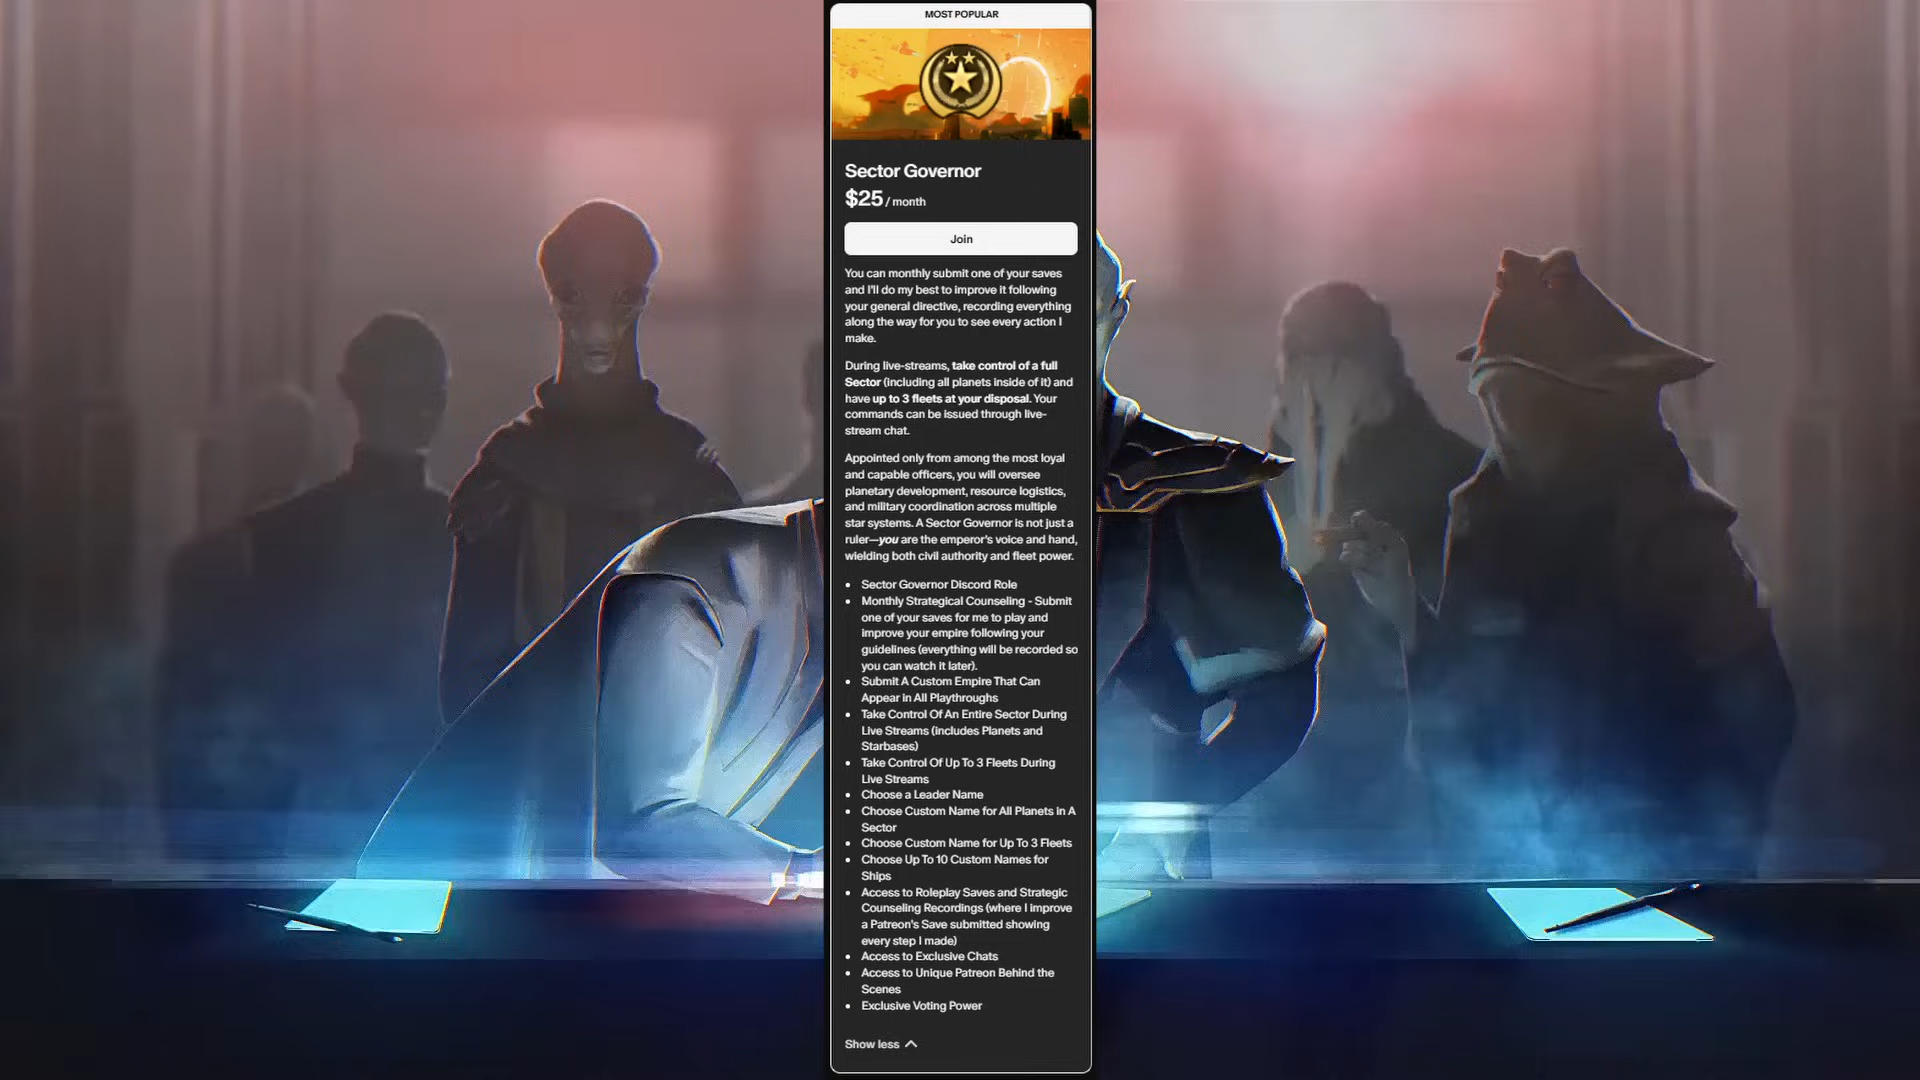 MOST POPULAR
Sector Governor
$25 / month
Join
You can monthly submit one of your saves
and I'll do my best to improve it following
your general directive, recording everything
along the way for you to see every action I
make.
During live-streams, take control of a full
Sector (including all planets inside of it) and
have up to 3 fleets at your disposal. Your
commands can be issued through live-
stream chat.
Appointed only from among the most loyal
and capable officers, you will oversee
planetary development, resource logistics,
and military coordination across multiple
star systems. A Sector Governor is not just a
ruler—you are the emperor's voice and hand,
wielding both civil authority and fleet power.
• Sector Governor Discord Role
• Monthly Strategical Counseling - Submit
one of your saves for me to play and
improve your empire following your
guidelines (everything will be recorded so
you can watch it later).
• Submit A Custom Empire That Can
Appear in All Playthroughs
• Take Control Of An Entire Sector During
Live Streams (includes Planets and
Starbases)
• Take Control Of Up To 3 Fleets During
Live Streams
• Choose a Leader Name
• Choose Custom Name for All Planets in A
Sector
• Choose Custom Name for Up To 3 Fleets
• Choose Up To 10 Custom Names for
Ships
• Access to Roleplay Saves and Strategic
Counseling Recordings (where I improve
a Patreon's Save submitted showing
every step I made)
• Access to Exclusive Chats
• Access to Unique Patreon Behind the
Scenes
• Exclusive Voting Power
Show less